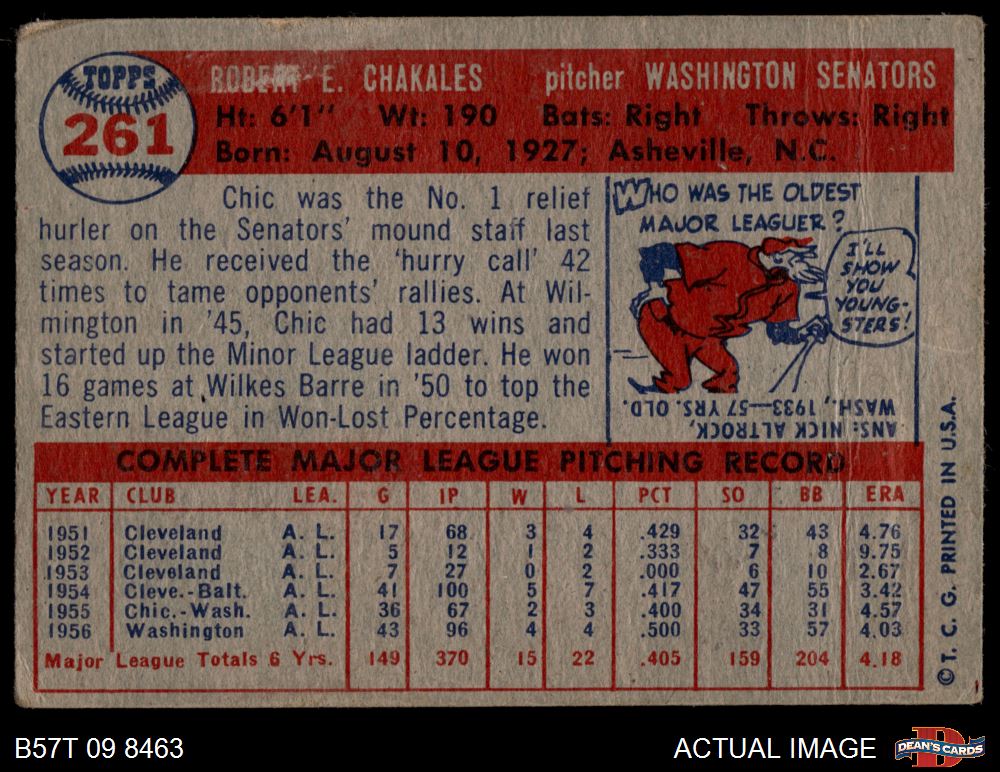 TOPPS
261
ROBERT E. CHAKALES pitcher WASHINGTON SENATORS
Ht: 6'1" Wt: 190 Bats: Right Throws: Right
Born: August 10, 1927; Asheville, N.C.
Chic was the No. 1 relief
hurler on the Senators' mound staff last
season. He received the 'hurry call' 42
times to tame opponents' rallies. At Wil-
mington in '45, Chic had 13 wins and
started up the Minor League ladder. He won
16 games at Wilkes Barre in '50 to top the
Eastern League in Won-Lost Percentage.
WHO WAS THE OLDEST
MAJOR LEAGUER?
I'LL
SHOW
YOU
YOUNG-
STERS!
ANS: NICK ALTROCK,
WASH., 1933—57 YRS. OLD.
COMPLETE MAJOR LEAGUE PITCHING RECORD
YEAR CLUB LEA. G IP W L PCT SO BB ERA
1951 Cleveland A. L. 17 68 3 4 .429 32 43 4.76
1952 Cleveland A. L. 5 12 1 2 .333 7 8 9.75
1953 Cleveland A. L. 7 27 0 2 .000 6 10 2.67
1954 Cleve.-Balt. A. L. 41 100 5 7 .417 47 55 3.42
1955 Chic.-Wash. A. L. 36 67 2 3 .400 34 31 4.57
1956 Washington A. L. 43 96 4 4 .500 33 57 4.03
Major League Totals 6 Yrs. 149 370 15 22 .405 159 204 4.18
© T. C. G. PRINTED IN U.S.A.
B57T 09 8463 ACTUAL IMAGE
DEAN'S CARDS